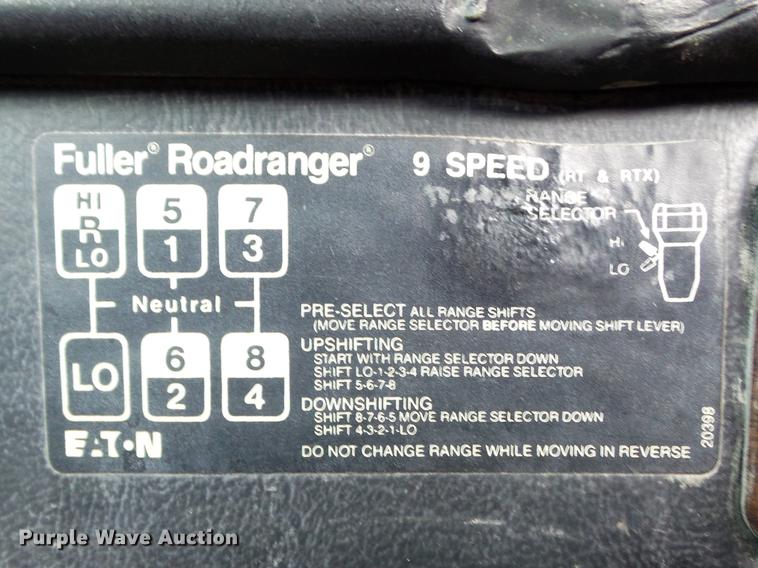 Fuller® Roadranger® 9 SPEED (RT & RTX)
HI 5 7
R
LO 1 3
RANGE
SELECTOR
HI
LO
Neutral
LO 6 8
2 4
PRE-SELECT ALL RANGE SHIFTS
(MOVE RANGE SELECTOR BEFORE MOVING SHIFT LEVER)
UPSHIFTING
START WITH RANGE SELECTOR DOWN
SHIFT LO-1-2-3-4 RAISE RANGE SELECTOR
SHIFT 5-6-7-8
DOWNSHIFTING
SHIFT 8-7-6-5 MOVE RANGE SELECTOR DOWN
SHIFT 4-3-2-1-LO
DO NOT CHANGE RANGE WHILE MOVING IN REVERSE
EATON
20398
Purple Wave Auction